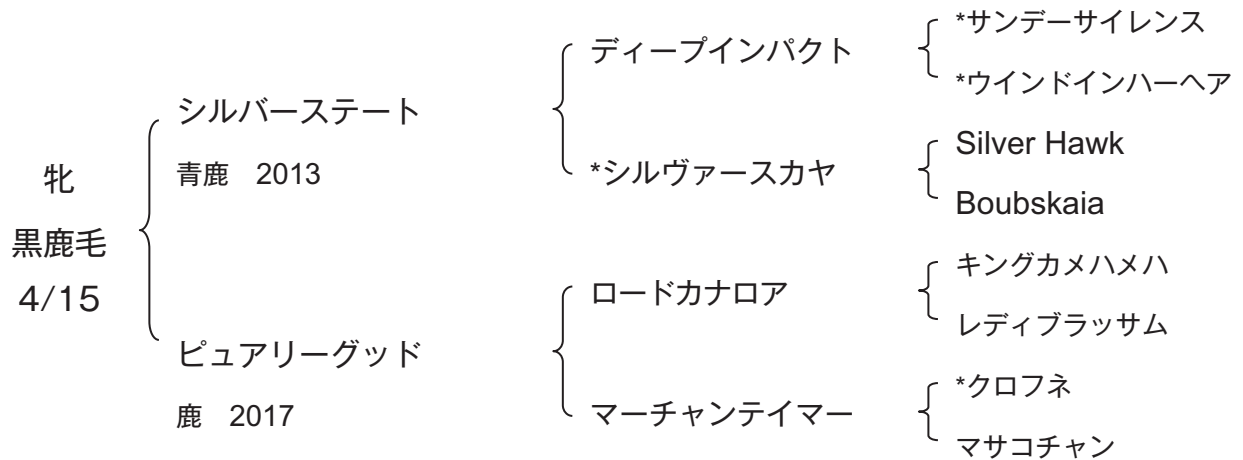 牝
黒鹿毛
4/15
シルバーステート
青鹿　2013
ピュアリーグッド
鹿　2017
ディープインパクト
*シルヴァースカヤ
ロードカナロア
マーチャンテイマー
*サンデーサイレンス
*ウインドインハーヘア
Silver Hawk
Boubskaia
キングカメハメハ
レディブラッサム
*クロフネ
マサコチャン